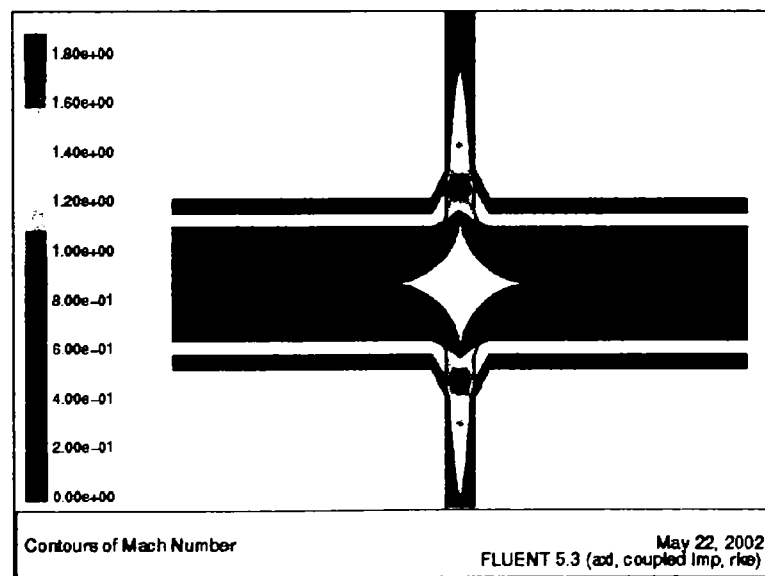 1.80e+00
1.60e+00
1.40e+00
1.20e+00
1.00e+00
8.00e-01
6.00e-01
4.00e-01
2.00e-01
0.00e+00
Contours of Mach Number
May 22, 2002
FLUENT 5.3 (axi, coupled imp, rke)